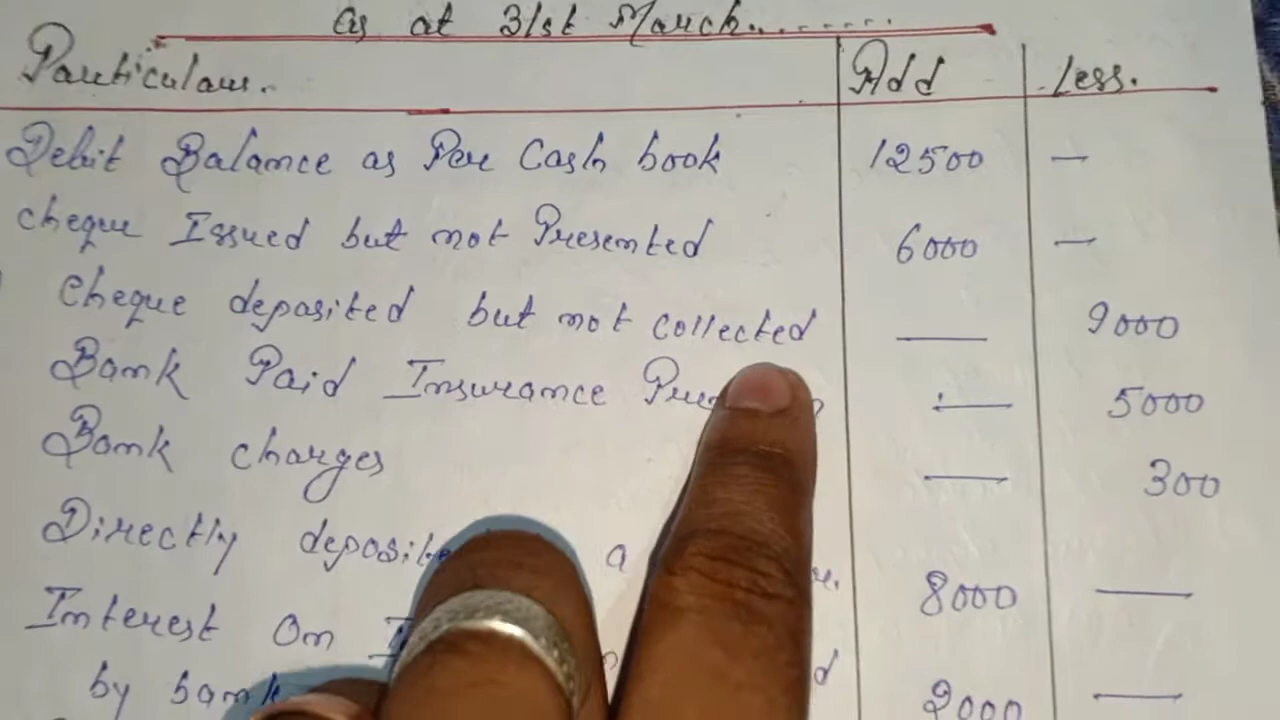 as at 31st March..........
Particulars. Add Less.
Debit Balance as Per Cash book 12500 —
cheque Issued but not Presented 6000 —
cheque deposited but not collected — 9000
Bank Paid Insurance — 5000
Bank charges — 300
Directly a 8000 —
Interest On
by bank 2000 —